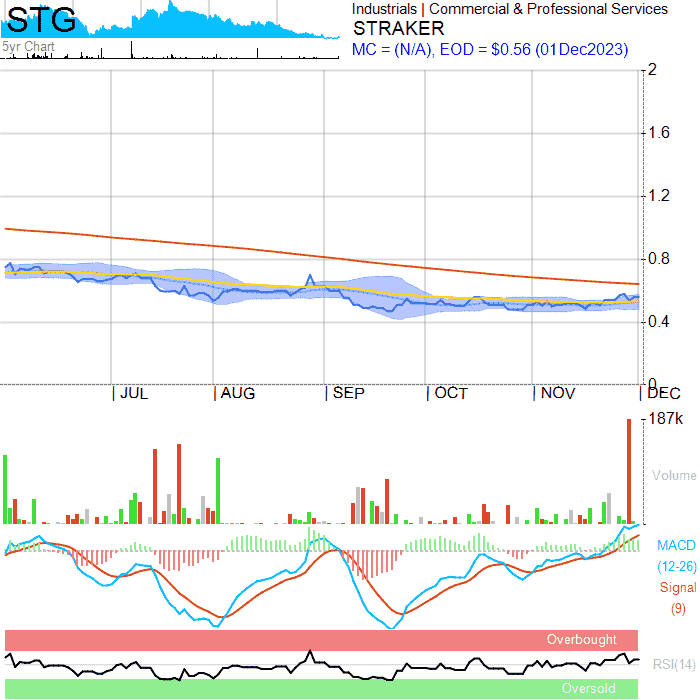 STG
5yr Chart
Industrials | Commercial & Professional Services
STRAKER
MC = (N/A), EOD = $0.56 (01Dec2023)
2
1.6
1.2
0.8
0.4
0
JUL AUG SEP OCT NOV DEC
187k
Volume
MACD
(12-26)
Signal
(9)
Overbought
RSI(14)
Oversold